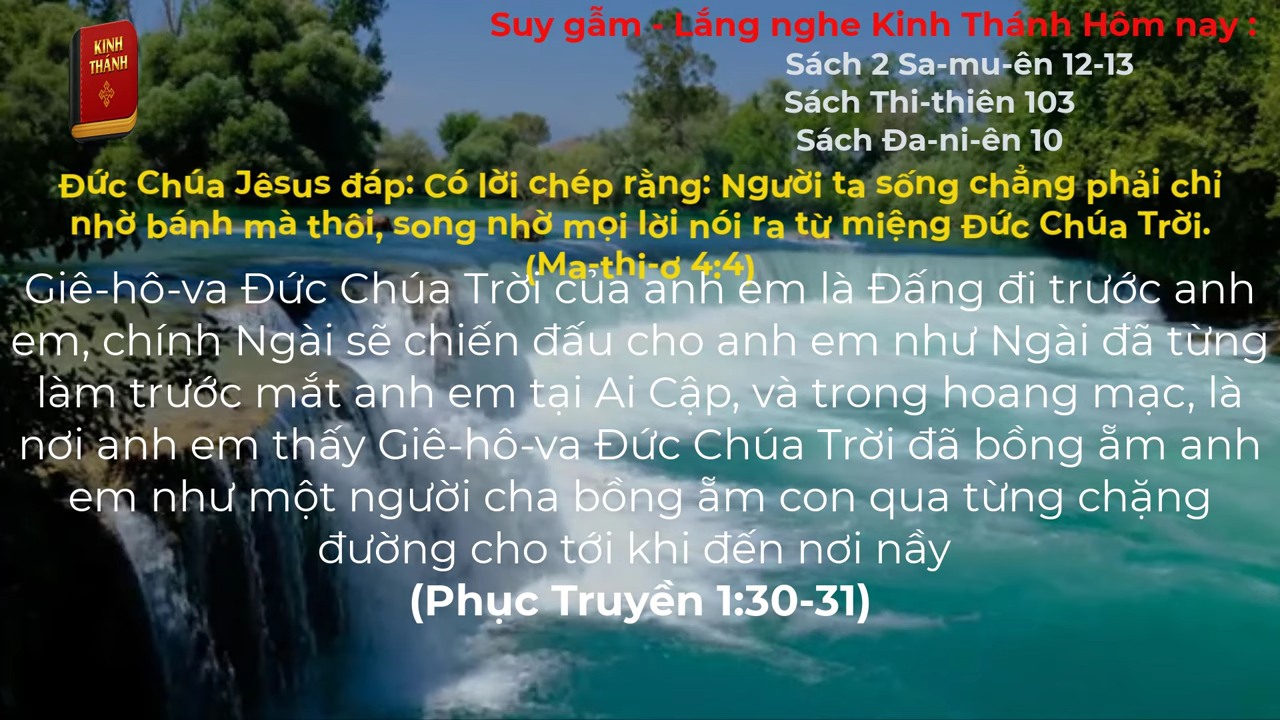 KINH
THÁNH
Suy gẫm - Lắng nghe Kinh Thánh Hôm nay :
Sách 2 Sa-mu-ên 12-13
Sách Thi-thiên 103
Sách Đa-ni-ên 10
Đức Chúa Jêsus đáp: Có lời chép rằng: Người ta sống chẳng phải chỉ
nhờ bánh mà thôi, song nhờ mọi lời nói ra từ miệng Đức Chúa Trời.
(Ma-thi-ơ 4:4)
Giê-hô-va Đức Chúa Trời của anh em là Đấng đi trước anh
em, chính Ngài sẽ chiến đấu cho anh em như Ngài đã từng
làm trước mắt anh em tại Ai Cập, và trong hoang mạc, là
nơi anh em thấy Giê-hô-va Đức Chúa Trời đã bồng ẵm anh
em như một người cha bồng ẵm con qua từng chặng
đường cho tới khi đến nơi nầy
(Phục Truyền 1:30-31)